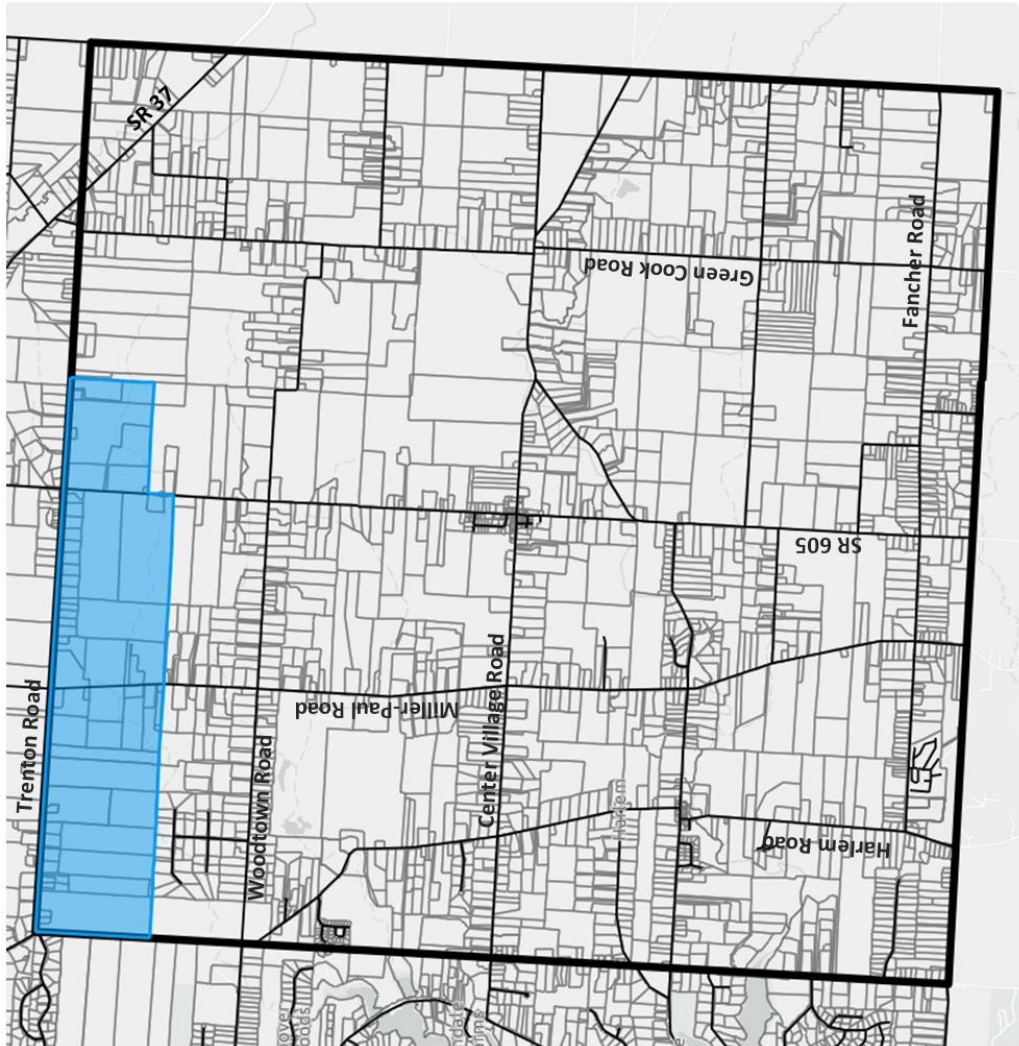 SR 37
Fancher Road
Green Cook Road
SR 605
Center Village Road
Miller-Paul Road
Trenton Road
Woodtown Road
Harlem
Harlem Road